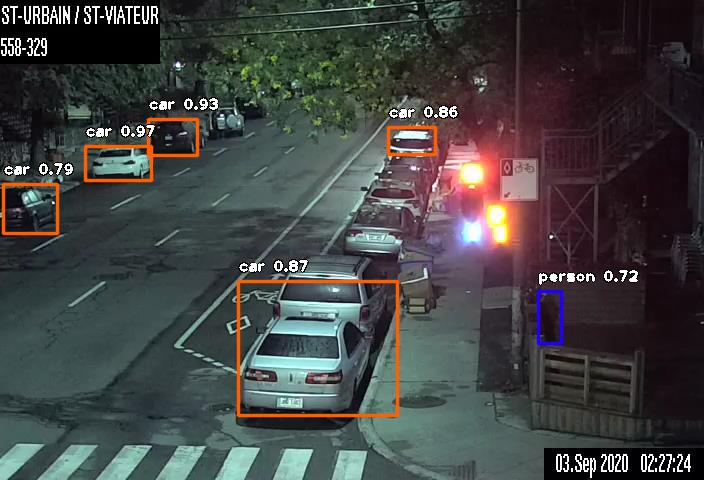 ST-URBAIN / ST-VIATEUR
558-329
car 0.93
car 0.86
car 0.97
car 0.79
car 0.87
person 0.72
03.Sep 2020 02:27:24